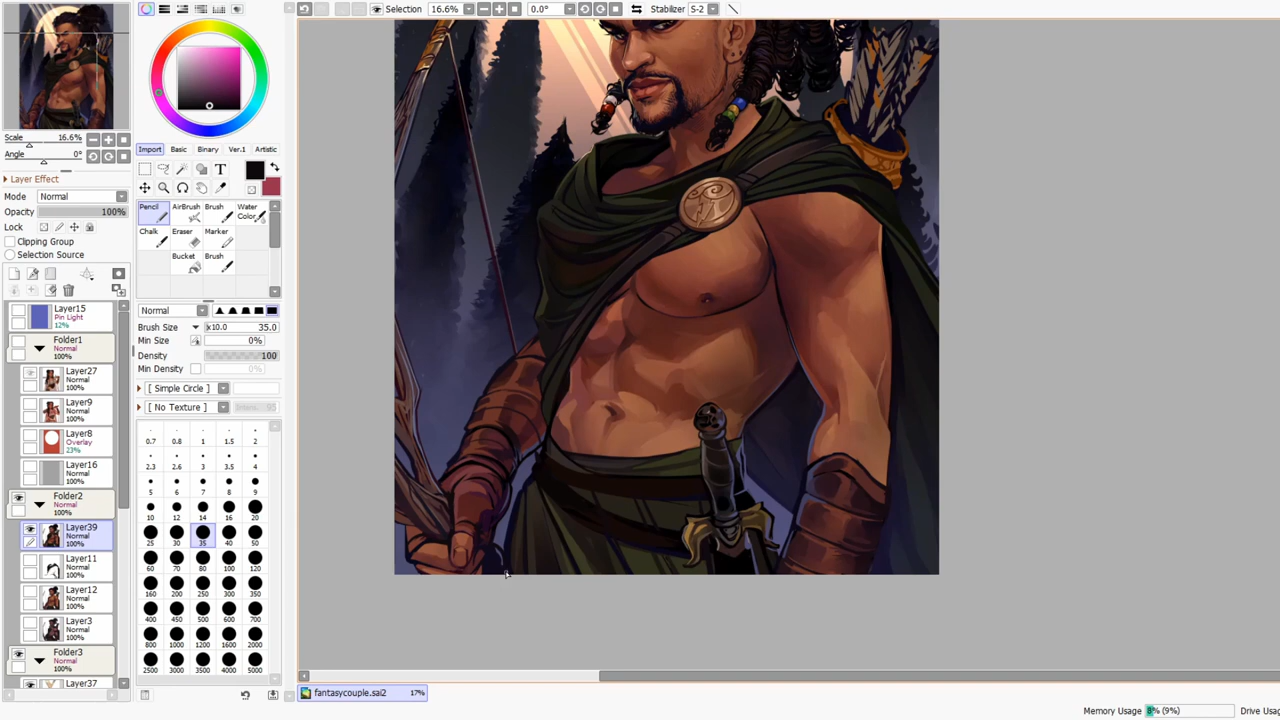 Selection 16.6% 0.0° Stabilizer S-2
Scale 16.6%
Angle 0°
Layer Effect
Mode Normal
Opacity 100%
Lock
Clipping Group
Selection Source
Layer15
Pin Light
12%
Folder1
Normal
100%
Layer27
Normal
100%
Layer9
Normal
100%
Layer8
Overlay
23%
Layer16
Normal
100%
Folder2
Normal
100%
Layer39
Normal
100%
Layer11
Normal
100%
Layer12
Normal
100%
Layer3
Normal
100%
Folder3
Normal
100%
Layer37
Import Basic Binary Ver.1 Artistic
T
Pencil AirBrush Brush Water Color
Chalk Eraser Marker
Bucket Brush
Normal
Brush Size x10.0 35.0
Min Size 0%
Density 100
Min Density 0%
[ Simple Circle ]
[ No Texture ]
0.7 0.8 1 1.5 2
2.3 2.6 3 3.5 4
5 6 7 8 9
10 12 14 16 20
25 30 35 40 50
60 70 80 100 120
160 200 250 300 350
400 450 500 600 700
800 1000 1200 1600 2000
2500 3000 3500 4000 5000
fantasycouple.sai2 17%
Memory Usage 8% (9%) Drive Usag